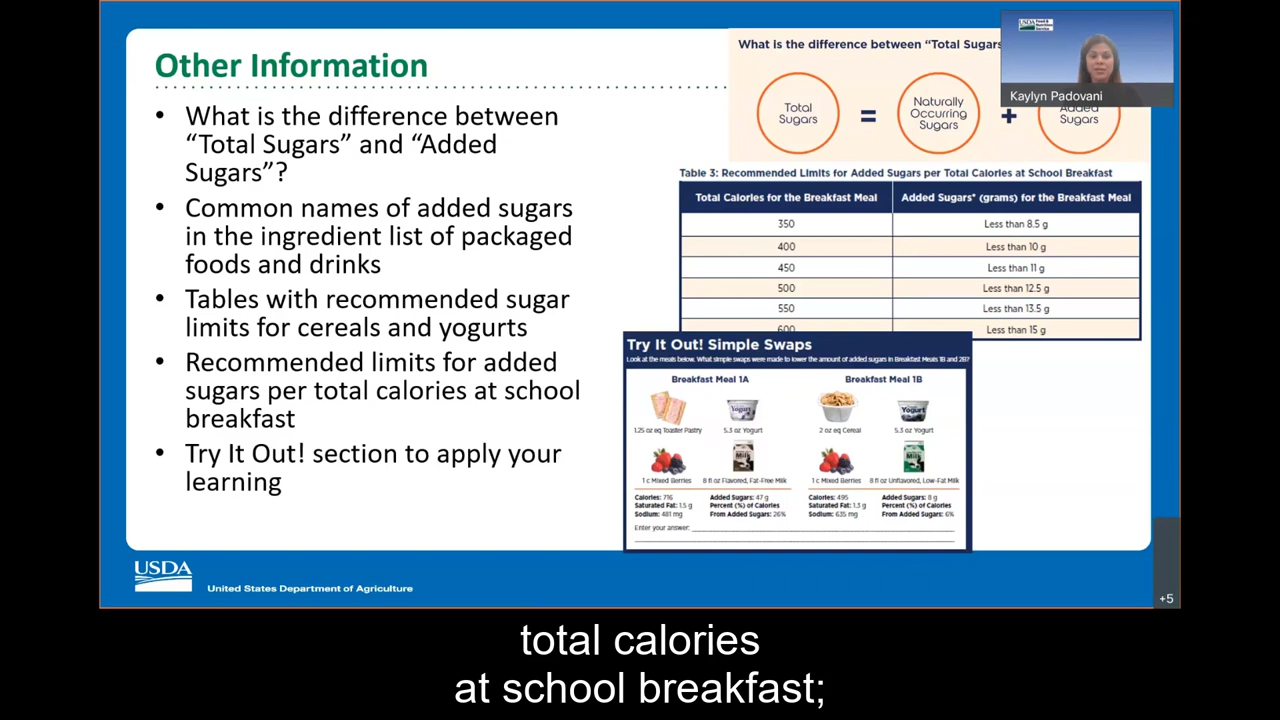 Other Information
• What is the difference between
“Total Sugars” and “Added
Sugars”?
• Common names of added sugars
in the ingredient list of packaged
foods and drinks
• Tables with recommended sugar
limits for cereals and yogurts
• Recommended limits for added
sugars per total calories at school
breakfast
• Try It Out! section to apply your
learning
What is the difference between “Total Sugars
Total
Sugars
=
Naturally
Occurring
Sugars
+
Added
Sugars
USDA Food &
Nutrition
Service
Kaylyn Padovani
Table 3: Recommended Limits for Added Sugars per Total Calories at School Breakfast
Total Calories for the Breakfast Meal Added Sugars* (grams) for the Breakfast Meal
350 Less than 8.5 g
400 Less than 10 g
450 Less than 11 g
500 Less than 12.5 g
550 Less than 13.5 g
600 Less than 15 g
Try It Out! Simple Swaps
Look at the meals below. What simple swaps were made to lower the amount of added sugars in Breakfast Meals 1B and 2B?
Breakfast Meal 1A Breakfast Meal 1B
Yogurt Yogurt
1.25 oz eq Toaster Pastry 5.3 oz Yogurt 2 oz eq Cereal 5.3 oz Yogurt
Milk Milk
1 c Mixed Berries 8 fl oz Flavored, Fat-Free Milk 1 c Mixed Berries 8 fl oz Unflavored, Low-Fat Milk
Calories: 716 Added Sugars: 47 g Calories: 495 Added Sugars: 8 g
Saturated Fat: 1.5 g Percent (%) of Calories Saturated Fat: 1.3 g Percent (%) of Calories
Sodium: 481 mg From Added Sugars: 26% Sodium: 635 mg From Added Sugars: 6%
Enter your answer:
USDA
United States Department of Agriculture
+5
total calories
at school breakfast;